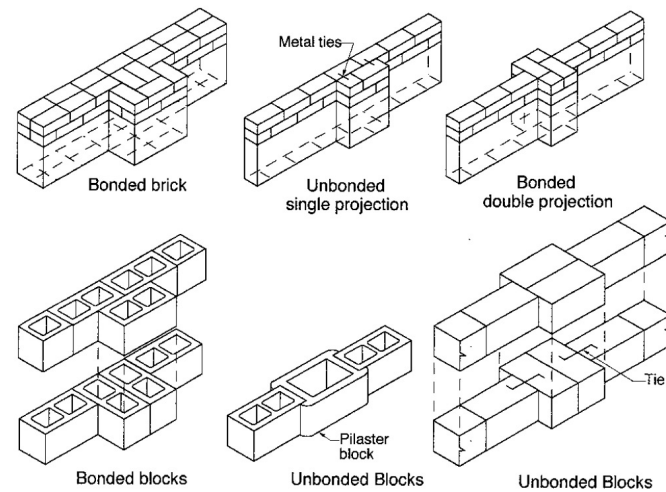 Metal ties
Bonded brick
Unbonded
single projection
Bonded
double projection
Tie
Pilaster
block
Bonded blocks
Unbonded Blocks
Unbonded Blocks